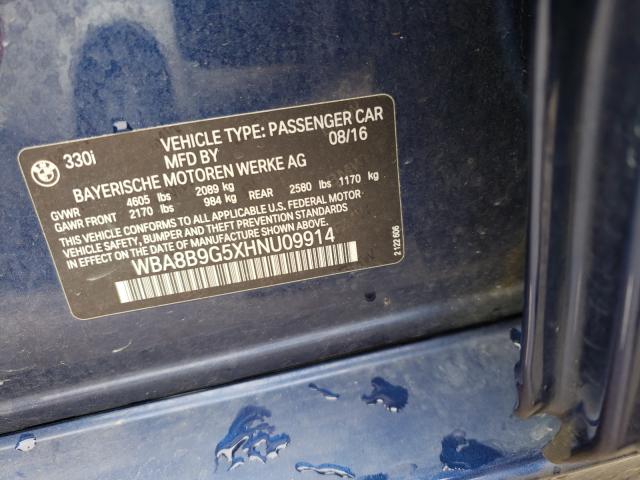 330i VEHICLE TYPE: PASSENGER CAR
MFD BY 08/16
BAYERISCHE MOTOREN WERKE AG
GVWR 4605 lbs 2089 kg
GAWR FRONT 2170 lbs 984 kg REAR 2580 lbs 1170 kg
THIS VEHICLE CONFORMS TO ALL APPLICABLE U.S. FEDERAL MOTOR
VEHICLE SAFETY, BUMPER AND THEFT PREVENTION STANDARDS
IN EFFECT ON THE DATE OF MANUFACTURE SHOWN ABOVE.
WBA8B9G5XHNU09914
2 122 606